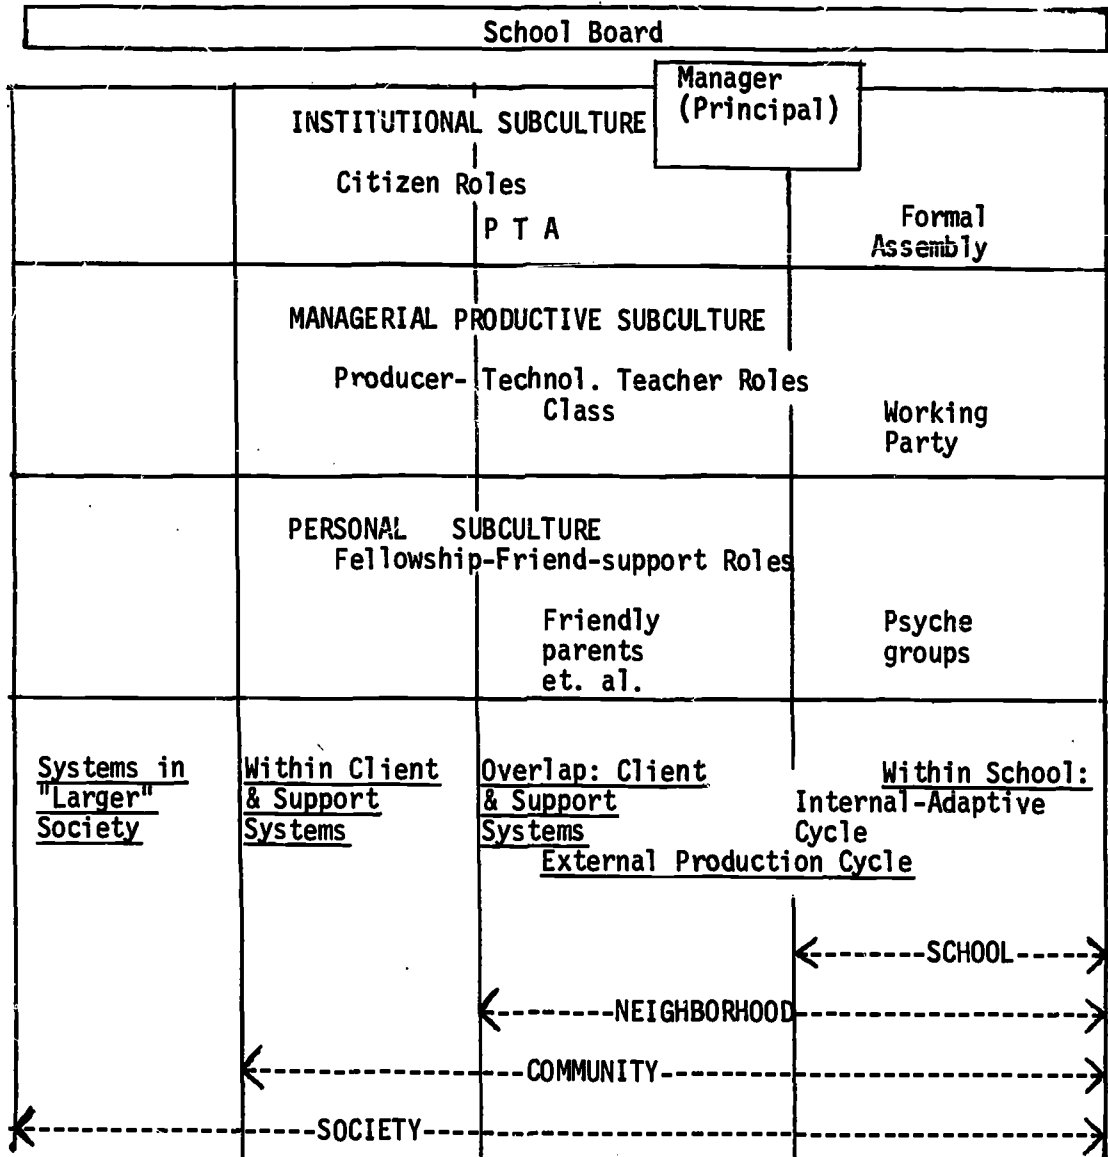 School Board
Manager
(Principal)
INSTITUTIONAL SUBCULTURE
Citizen Roles
P T A
Formal
Assembly
MANAGERIAL PRODUCTIVE SUBCULTURE
Producer- Technol. Teacher Roles
Class
Working
Party
PERSONAL SUBCULTURE
Fellowship-Friend-support Roles
Friendly
parents
et. al.
Psyche
groups
Systems in
"Larger"
Society
Within Client
& Support
Systems
Overlap: Client
& Support
Systems
External Production Cycle
Within School:
Internal-Adaptive
Cycle
SCHOOL
NEIGHBORHOOD
COMMUNITY
SOCIETY